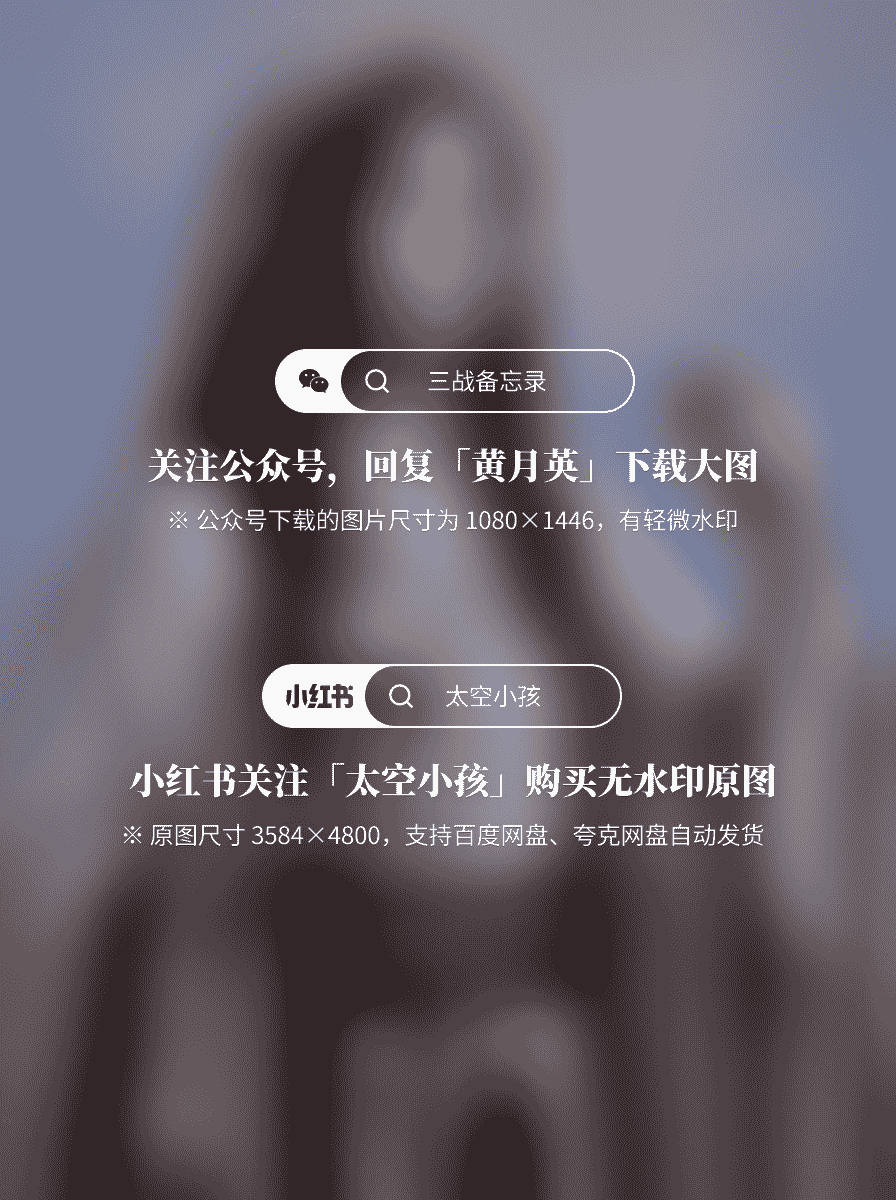 三战备忘录
关注公众号，回复「黄月英」下载大图
※ 公众号下载的图片尺寸为 1080×1446，有轻微水印
小红书 太空小孩
小红书关注「太空小孩」购买无水印原图
※ 原图尺寸 3584×4800，支持百度网盘、夸克网盘自动发货